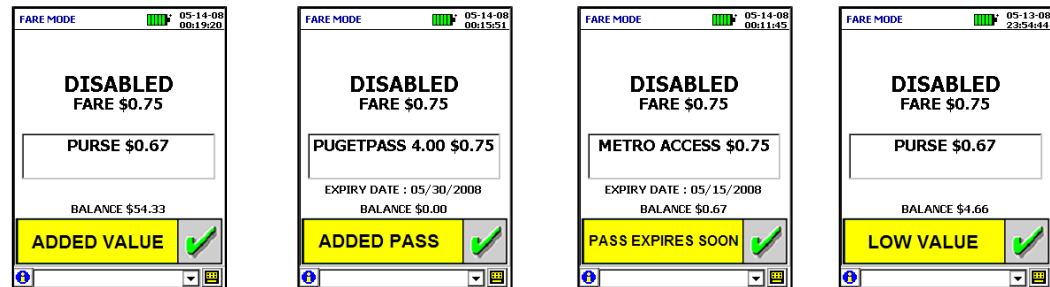 FARE MODE
05-14-08
00:19:20
DISABLED
FARE $0.75
PURSE $0.67
BALANCE $54.33
ADDED VALUE
FARE MODE
05-14-08
00:15:51
DISABLED
FARE $0.75
PUGETPASS 4.00 $0.75
EXPIRY DATE : 05/30/2008
BALANCE $0.00
ADDED PASS
FARE MODE
05-14-08
00:11:45
DISABLED
FARE $0.75
METRO ACCESS $0.75
EXPIRY DATE : 05/15/2008
BALANCE $0.67
PASS EXPIRES SOON
FARE MODE
05-13-08
23:54:44
DISABLED
FARE $0.75
PURSE $0.67
BALANCE $4.66
LOW VALUE